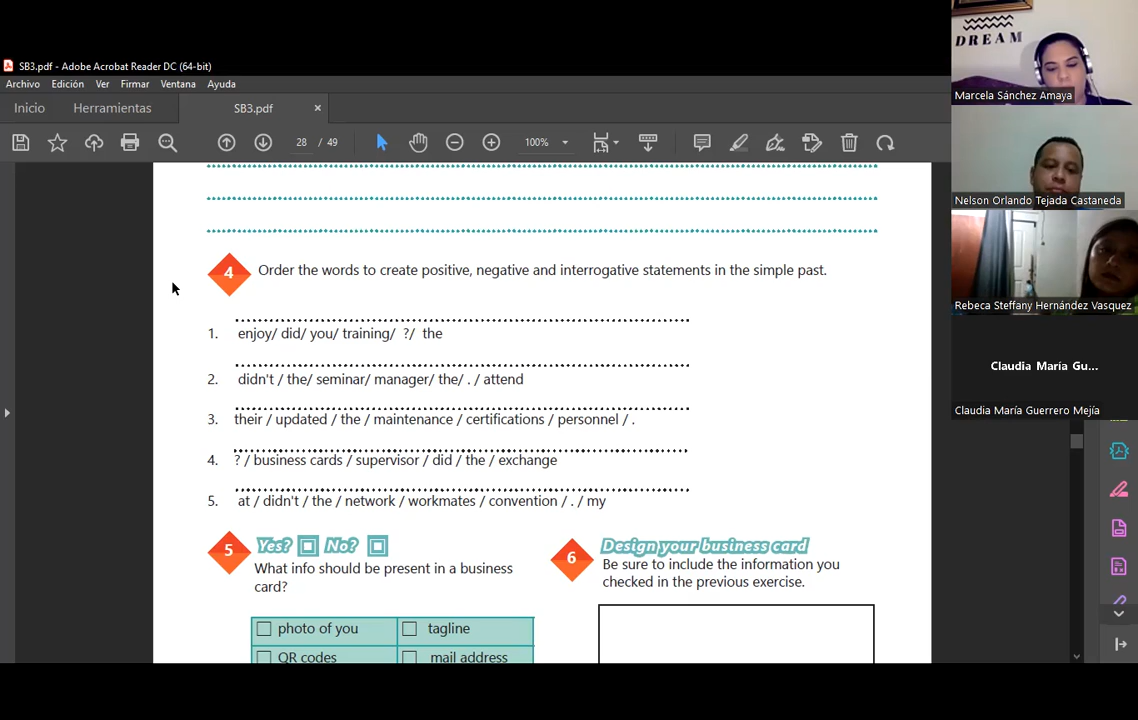 SB3.pdf - Adobe Acrobat Reader DC (64-bit)
Archivo Edición Ver Firmar Ventana Ayuda
Inicio Herramientas SB3.pdf ×
28 / 49 100%
4 Order the words to create positive, negative and interrogative statements in the simple past.
1. enjoy/ did/ you/ training/ ?/ the
2. didn't / the/ seminar/ manager/ the/ . / attend
3. their / updated / the / maintenance / certifications / personnel / .
4. ? / business cards / supervisor / did / the / exchange
5. at / didn't / the / network / workmates / convention / . / my
5 Yes? No?
What info should be present in a business
card?
photo of you tagline
QR codes mail address
6 Design your business card
Be sure to include the information you
checked in the previous exercise.
DREAM
Marcela Sánchez Amaya
Nelson Orlando Tejada Castaneda
Rebeca Steffany Hernández Vasquez
Claudia María Gu...
Claudia María Guerrero Mejía